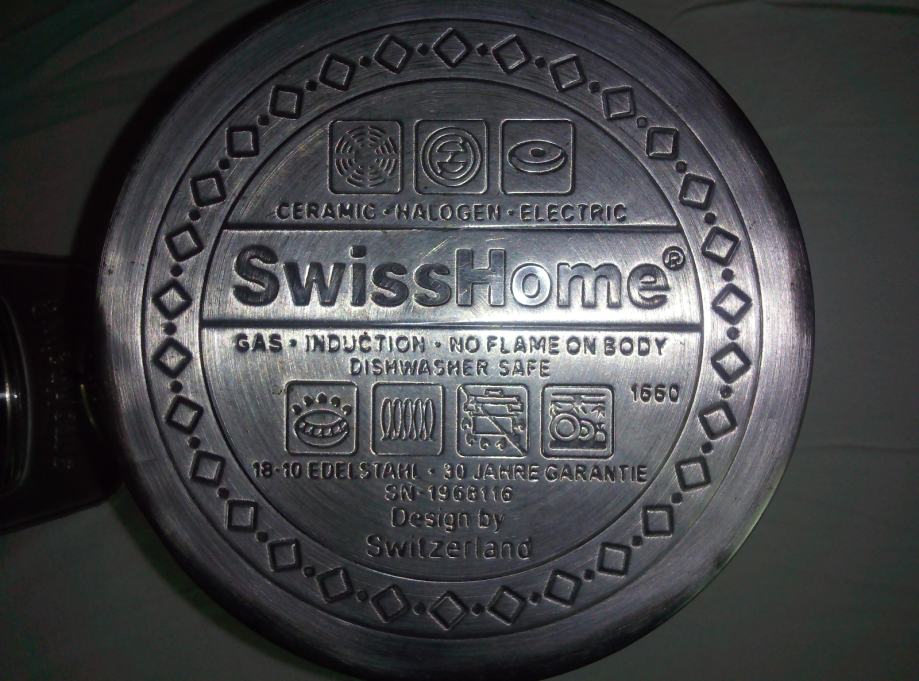 CERAMIC · HALOGEN · ELECTRIC
SwissHome®
GAS · INDUCTION · NO FLAME ON BODY
DISHWASHER SAFE
1660
18-10 EDELSTAHL · 30 JAHRE GARANTIE
SN-1966116
Design by
Switzerland